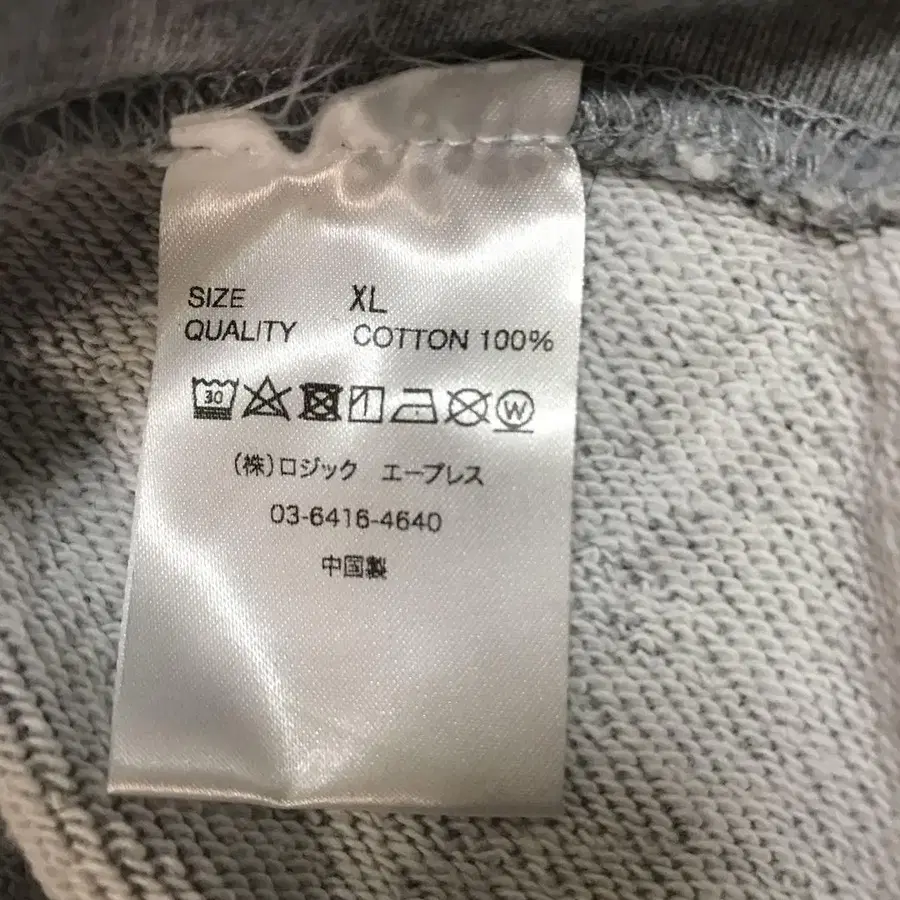 SIZE XL
QUALITY COTTON 100%
30 W
(株)ロジック エープレス
03-6416-4640
中国製